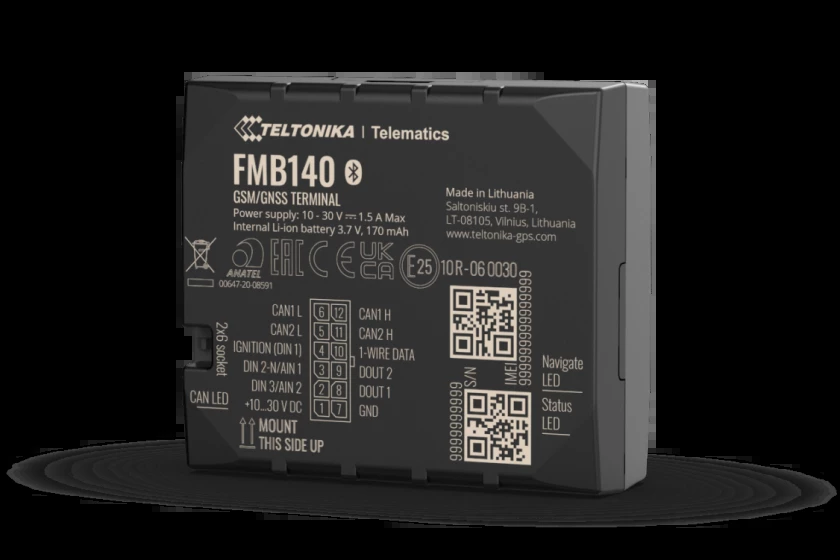 TELTONIKA | Telematics
FMB140
GSM/GNSS TERMINAL
Power supply: 10 - 30 V ⎓ 1.5 A Max
Internal Li-ion battery 3.7 V, 170 mAh
Made in Lithuania
Saltoniskiu st. 9B-1,
LT-08105, Vilnius, Lithuania
www.teltonika-gps.com
ANATEL
00647-20-08591
EAC CE UK CA E25 10 R - 06 0030
2x6 socket
CAN1 L 6 12 CAN1 H
CAN2 L 5 11 CAN2 H
IGNITION (DIN 1) 4 10 1-WIRE DATA
DIN 2-N/AIN 1 3 9 DOUT 2
DIN 3/AIN 2 2 8 DOUT 1
+10...30 V DC 1 7 GND
CAN LED
MOUNT
THIS SIDE UP
IMEI 999999999999999
S/N 9999999999
Navigate
LED
Status
LED